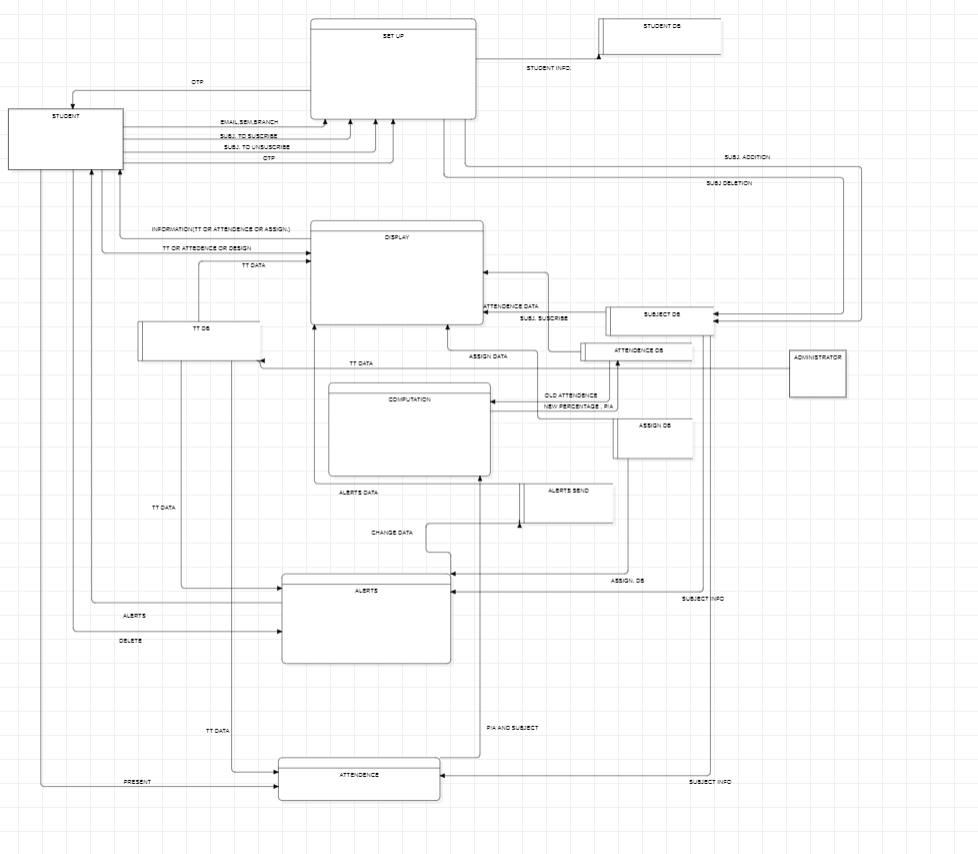 STUDENT DB
SET UP
STUDENT INFO,
OTP
STUDENT
EMAIL,SEM,BRANCH
SUBJ. TO SUSCRIBE
SUBJ. TO UNSUSCRIBE
OTP
SUBJ. ADDITION
SUBJ DELETION
INFORMATION(TT OR ATTENDENCE OR ASSIGN.)
DISPLAY
TT OR ATTEDENCE OR DESIGN
TT DATA
ATTENDENCE DATA
SUBJ. SUSCRIBE
SUBJECT DB
TT DB
ATTENDENCE DB
ASSIGN DATA
ADMINISTRATOR
TT DATA
OLD ATTENDENCE
COMPUTATION
NEW PERCENTAGE , P/A
ASSIGN DB
ALERTS DATA
ALERTS SEND
TT DATA
CHANGE DATA
ASSIGN. DB
ALERTS
SUBJECT INFO
ALERTS
DELETE
P/A AND SUBJECT
TT DATA
ATTENDENCE
PRESENT
SUBJECT INFO